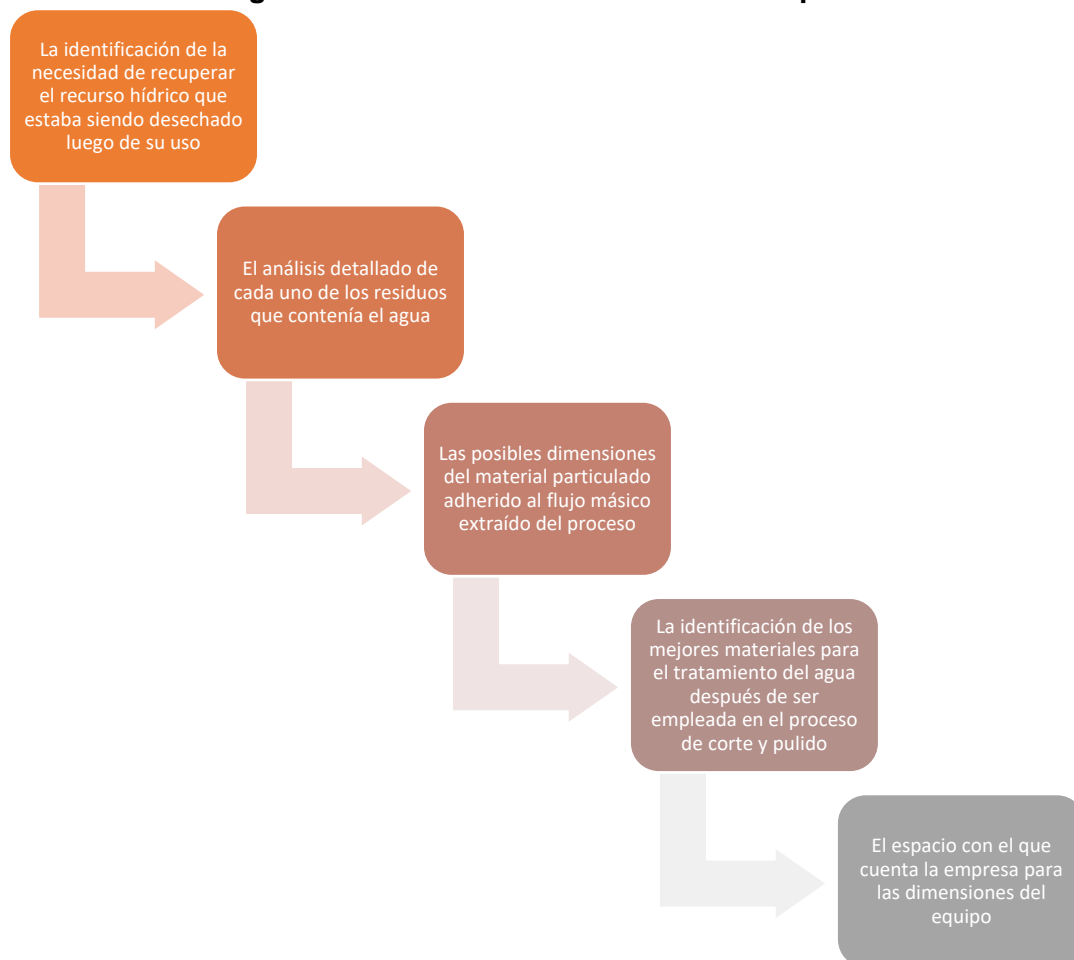 La identificación de la
necesidad de recuperar
el recurso hídrico que
estaba siendo desechado
luego de su uso
El análisis detallado de
cada uno de los residuos
que contenía el agua
Las posibles dimensiones
del material particulado
adherido al flujo másico
extraído del proceso
La identificación de los
mejores materiales para
el tratamiento del agua
después de ser
empleada en el proceso
de corte y pulido
El espacio con el que
cuenta la empresa para
las dimensiones del
equipo